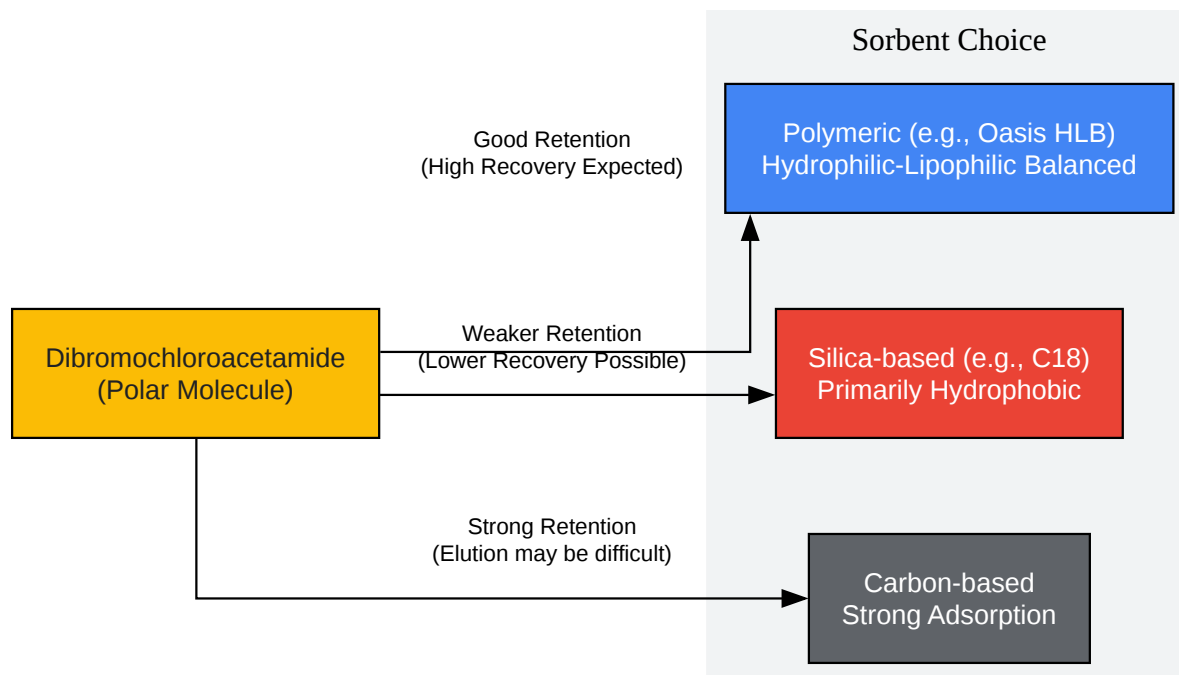 Sorbent Choice
Good Retention
(High Recovery Expected)
Polymeric (e.g., Oasis HLB)
Hydrophilic-Lipophilic Balanced
Dibromochloroacetamide
(Polar Molecule)
Weaker Retention
(Lower Recovery Possible)
Silica-based (e.g., C18)
Primarily Hydrophobic
Strong Retention
(Elution may be difficult)
Carbon-based
Strong Adsorption